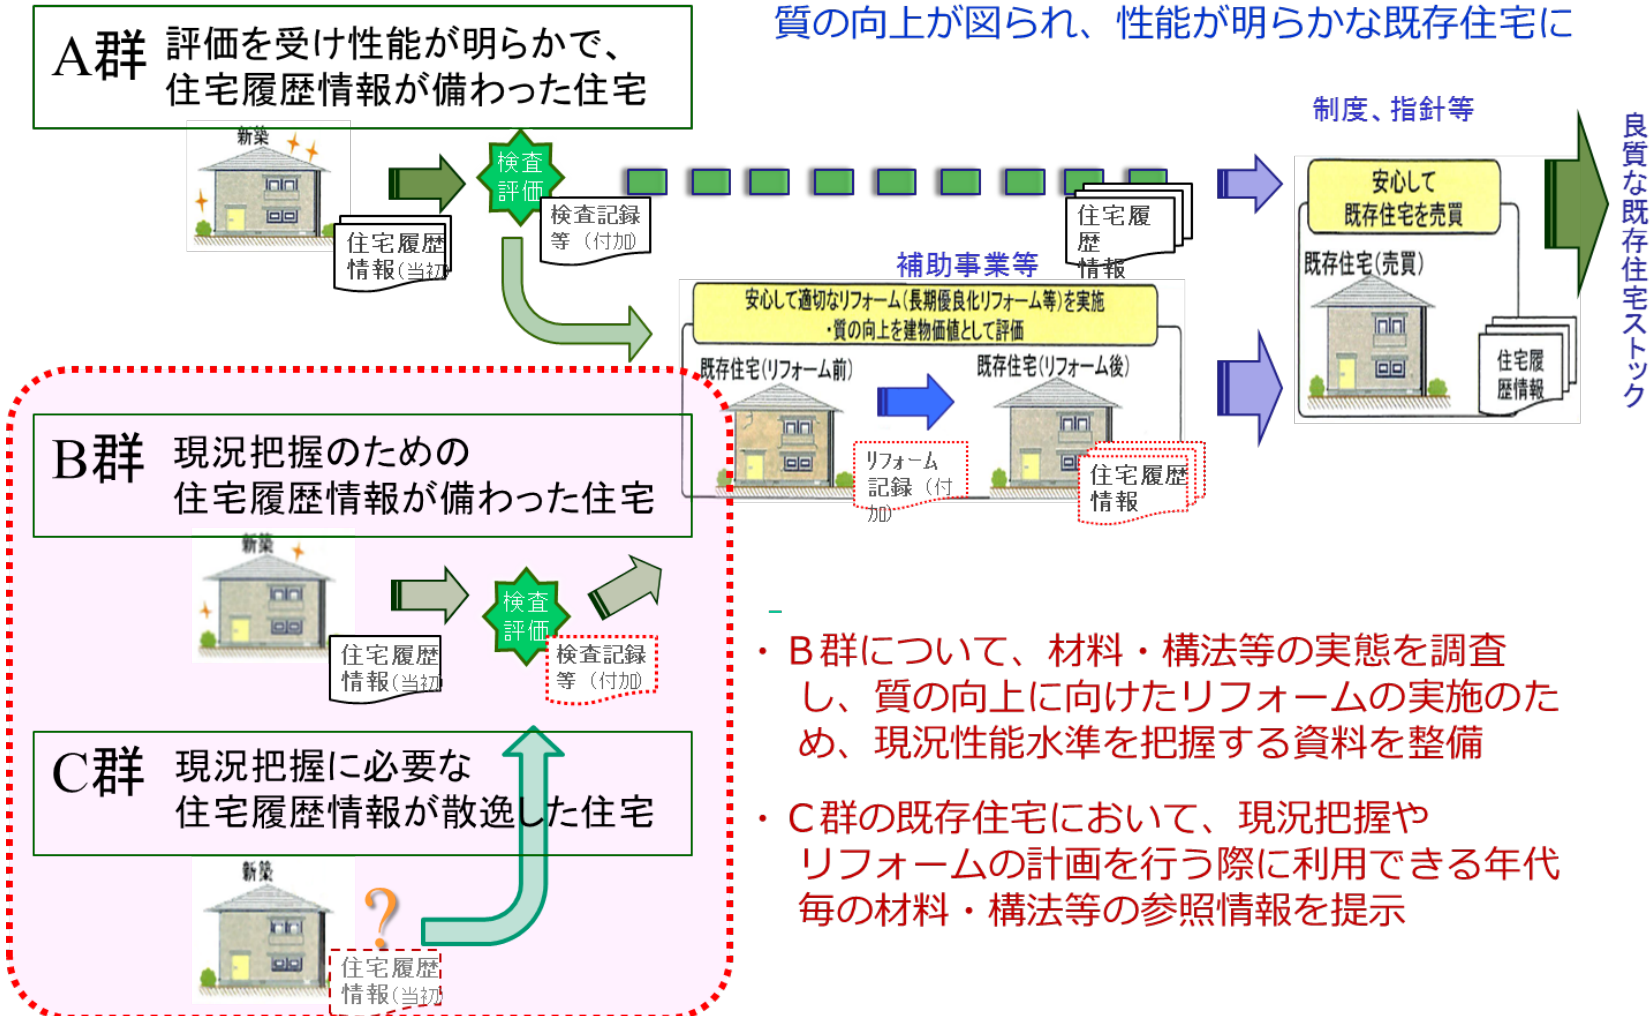 質の向上が図られ、性能が明らかな既存住宅に
A群 評価を受け性能が明らかで、
住宅履歴情報が備わった住宅
制度、指針等
新築
検査
評価
住宅履歴
情報(当初)
検査記録
等（付加）
住宅履
歴
情報
安心して
既存住宅を売買
既存住宅(売買)
住宅履
歴情報
良質な既存住宅ストック
補助事業等
安心して適切なリフォーム(長期優良化リフォーム等)を実施
・質の向上を建物価値として評価
既存住宅(リフォーム前)
既存住宅(リフォーム後)
リフォーム
記録（付
加）
住宅履歴
情報
B群 現況把握のための
住宅履歴情報が備わった住宅
新築
検査
評価
住宅履歴
情報(当初)
検査記録
等（付加）
C群 現況把握に必要な
住宅履歴情報が散逸した住宅
新築
?
住宅履歴
情報(当初)
・Ｂ群について、材料・構法等の実態を調査
し、質の向上に向けたリフォームの実施のた
め、現況性能水準を把握する資料を整備
・Ｃ群の既存住宅において、現況把握や
リフォームの計画を行う際に利用できる年代
毎の材料・構法等の参照情報を提示